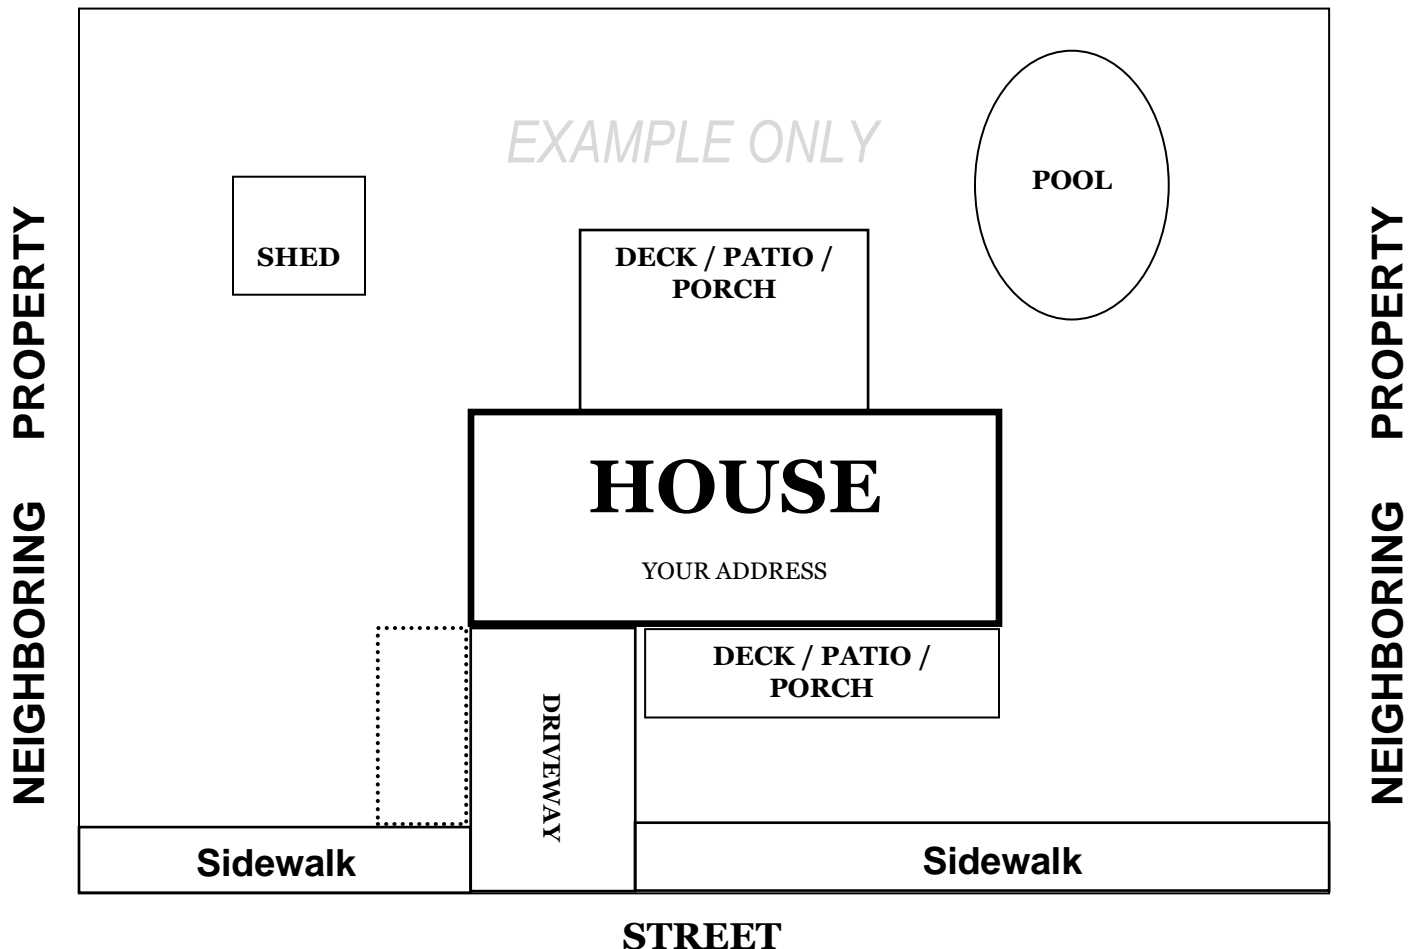 EXAMPLE ONLY
POOL
SHED
DECK / PATIO /
PORCH
NEIGHBORING PROPERTY
NEIGHBORING PROPERTY
HOUSE
YOUR ADDRESS
DECK / PATIO /
PORCH
DRIVEWAY
Sidewalk
Sidewalk
STREET